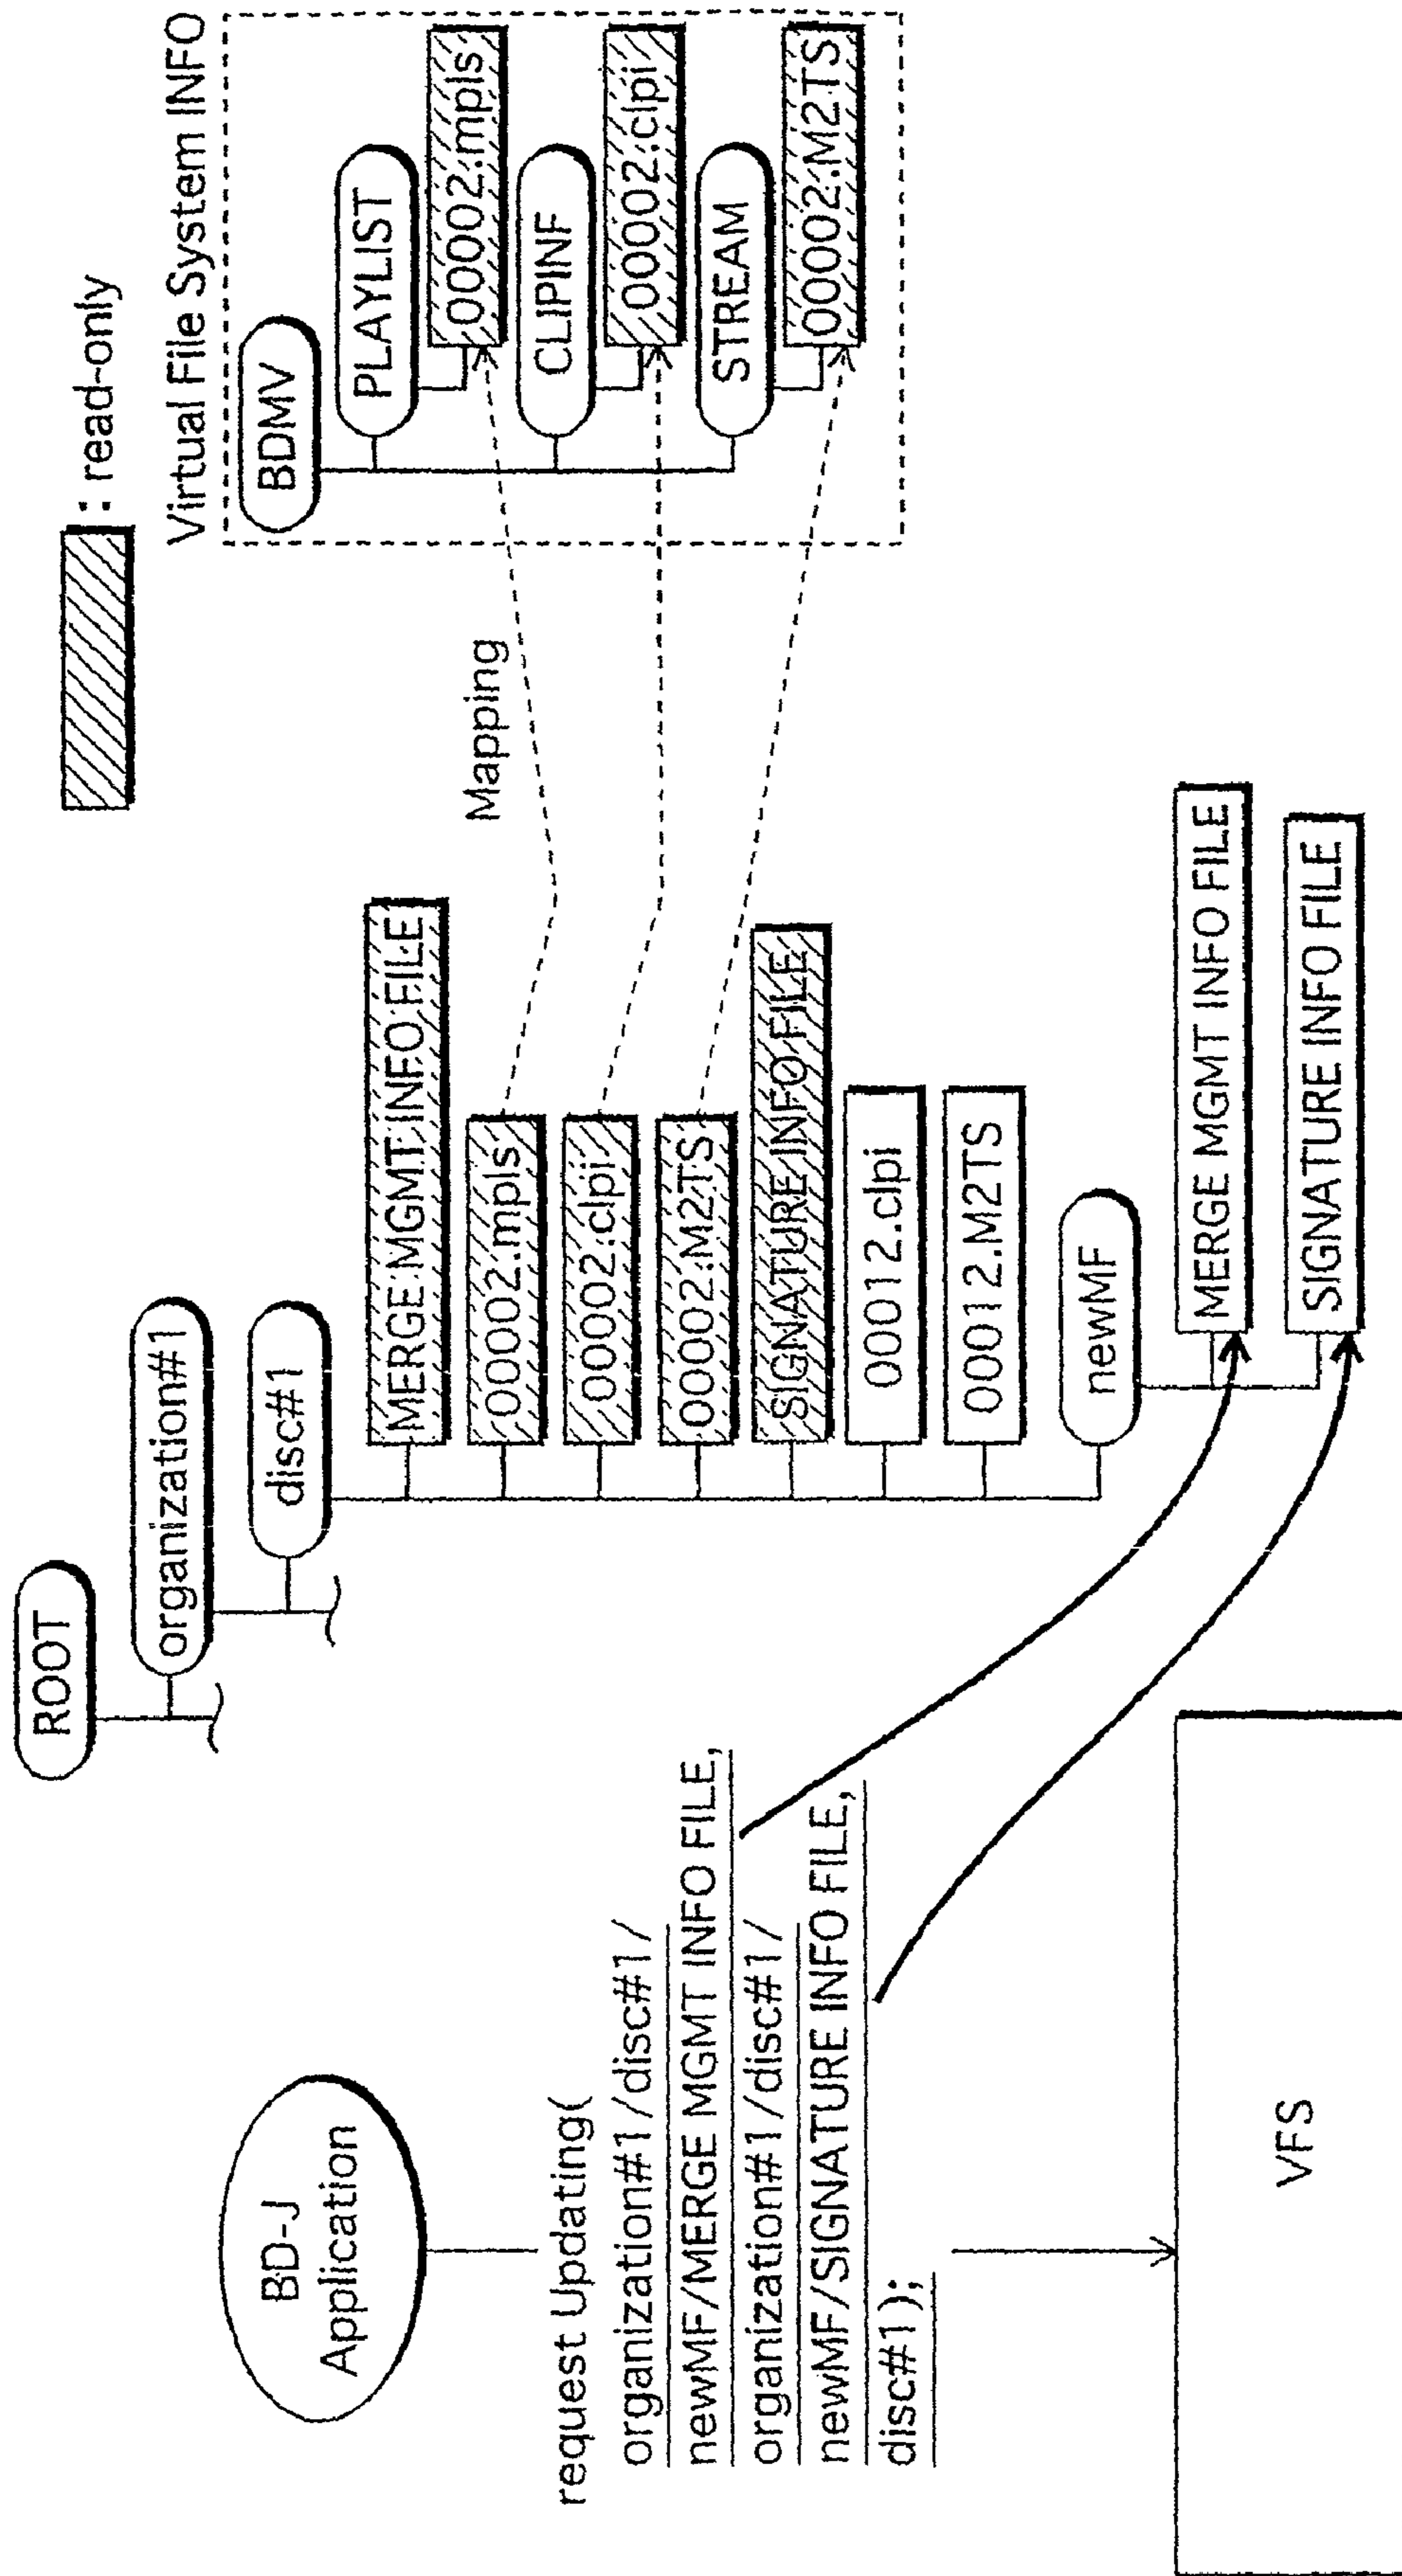 : read-only
Virtual File System INFO
BDMV
PLAYLIST
00002.mpls
CLIPINF
00002.clpi
STREAM
00002.M2TS
Mapping
ROOT
organization#1
disc#1
MERGE MGMT INFO FILE
00002.mpls
00002.clpi
00002.M2TS
SIGNATURE INFO FILE
00012.clpi
00012.M2TS
newMF
MERGE MGMT INFO FILE
SIGNATURE INFO FILE
BD-J
Application
request Updating(
organization#1/disc#1/
newMF/MERGE MGMT INFO FILE,
organization#1/disc#1/
newMF/SIGNATURE INFO FILE,
disc#1);
VFS